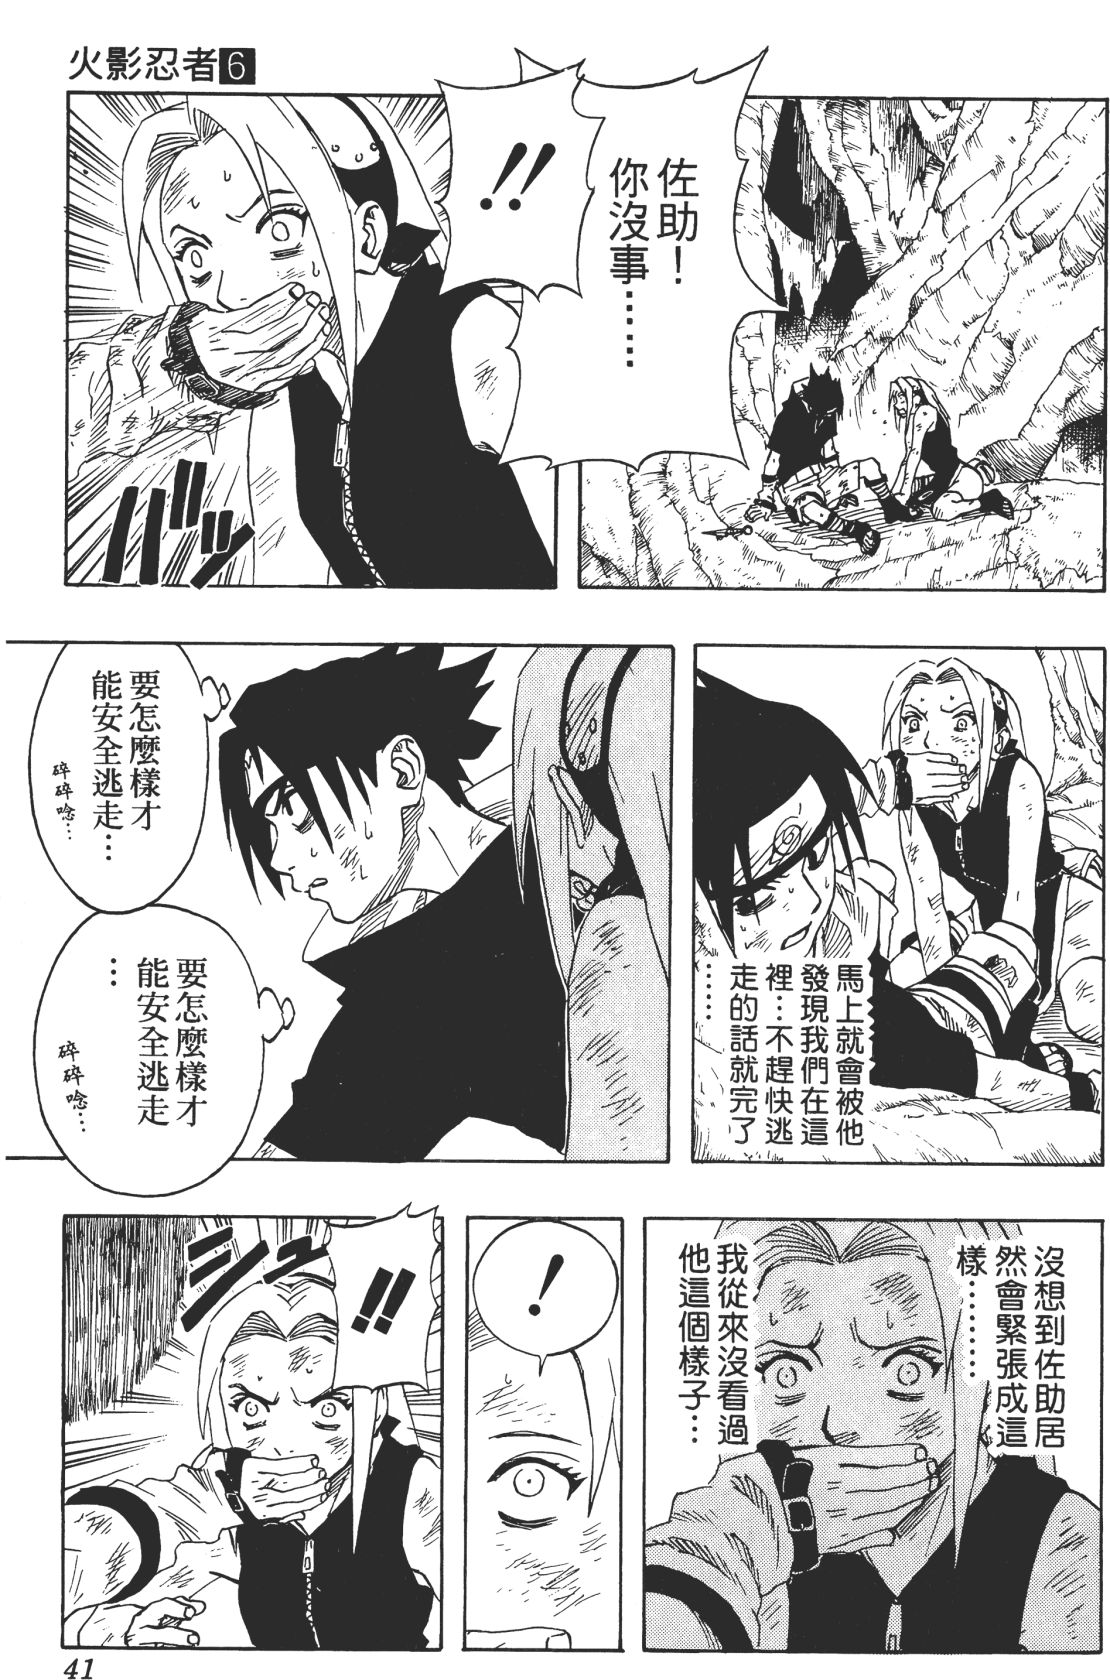 火影忍者6
佐助！
你沒事……
!!
バババッ
馬上就會被他
發現我們在這
裡…不趕快逃
走的話就完了
……
要怎麼樣才
能安全逃走…
碎碎唸…
要怎麼樣才
能安全逃走
…
碎碎唸…
沒想到佐助居
然會緊張成這
樣………
我從來沒看過
他這個樣子…
！
!!
シュー
41